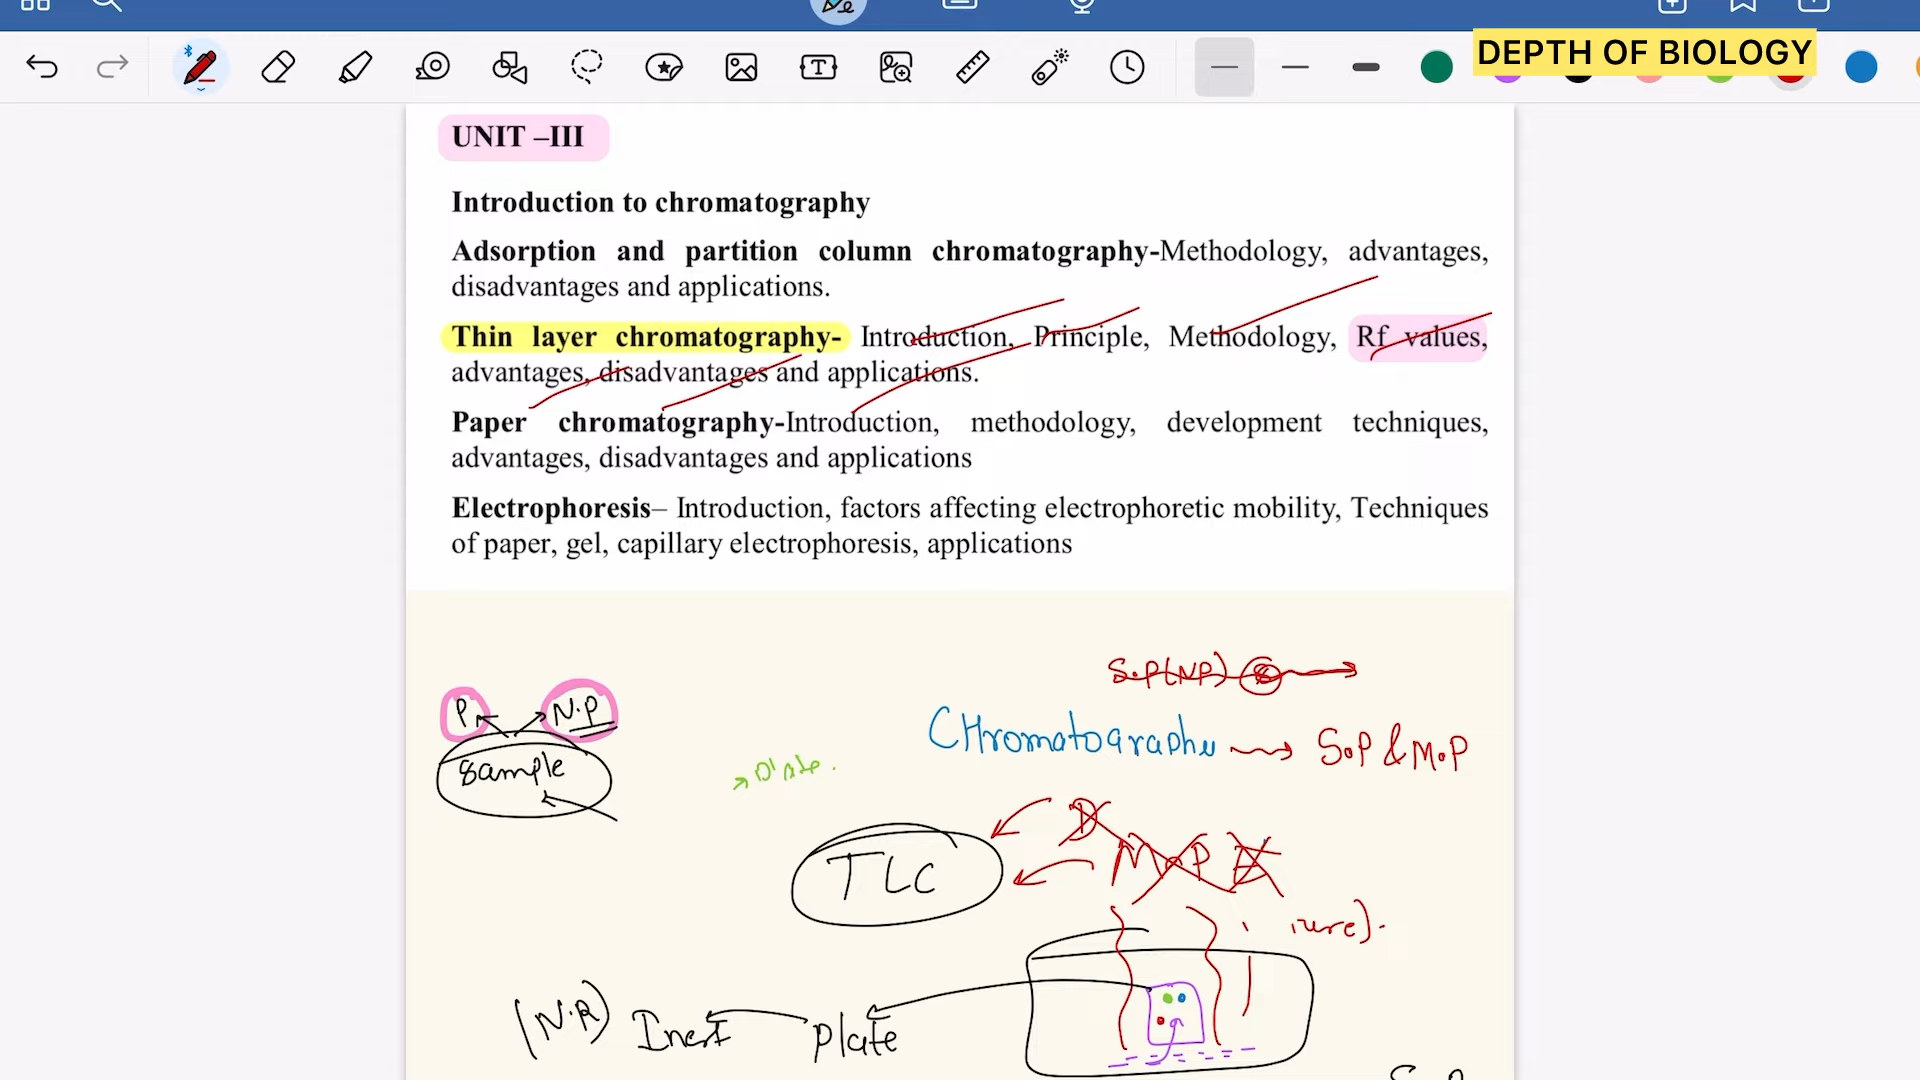 DEPTH OF BIOLOGY
UNIT –III
Introduction to chromatography
Adsorption and partition column chromatography-Methodology, advantages,
disadvantages and applications.
Thin layer chromatography- Introduction, Principle, Methodology, Rf values,
advantages, disadvantages and applications.
Paper chromatography-Introduction, methodology, development techniques,
advantages, disadvantages and applications
Electrophoresis– Introduction, factors affecting electrophoretic mobility, Techniques
of paper, gel, capillary electrophoresis, applications
S.P(NP)
P N.P
CHromatography S.P & M.P
Sample
TLC
M.P
(N.R) Inert plate